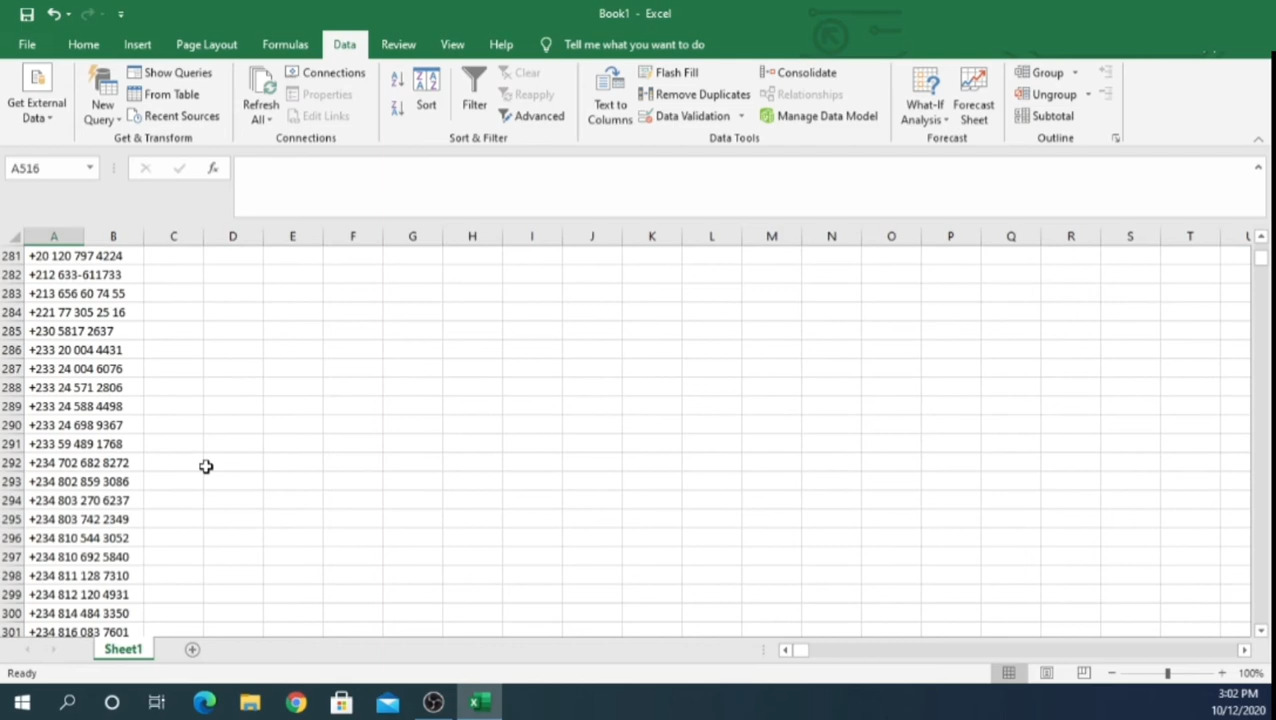 Book1 - Excel
File Home Insert Page Layout Formulas Data Review View Help Tell me what you want to do
Get External Data
New Query
Show Queries
From Table
Recent Sources
Get & Transform
Refresh All
Connections
Properties
Edit Links
Connections
Sort
Filter
Clear
Reapply
Advanced
Sort & Filter
Text to Columns
Flash Fill
Remove Duplicates
Data Validation
Consolidate
Relationships
Manage Data Model
Data Tools
What-If Analysis
Forecast Sheet
Forecast
Group
Ungroup
Subtotal
Outline
A516
fx
A B C D E F G H I J K L M N O P Q R S T
281 +20 120 797 4224
282 +212 633-611733
283 +213 656 60 74 55
284 +221 77 305 25 16
285 +230 5817 2637
286 +233 20 004 4431
287 +233 24 004 6076
288 +233 24 571 2806
289 +233 24 588 4498
290 +233 24 698 9367
291 +233 59 489 1768
292 +234 702 682 8272
293 +234 802 859 3086
294 +234 803 270 6237
295 +234 803 742 2349
296 +234 810 544 3052
297 +234 810 692 5840
298 +234 811 128 7310
299 +234 812 120 4931
300 +234 814 484 3350
301 +234 816 083 7601
Sheet1
Ready
100%
3:02 PM
10/12/2020